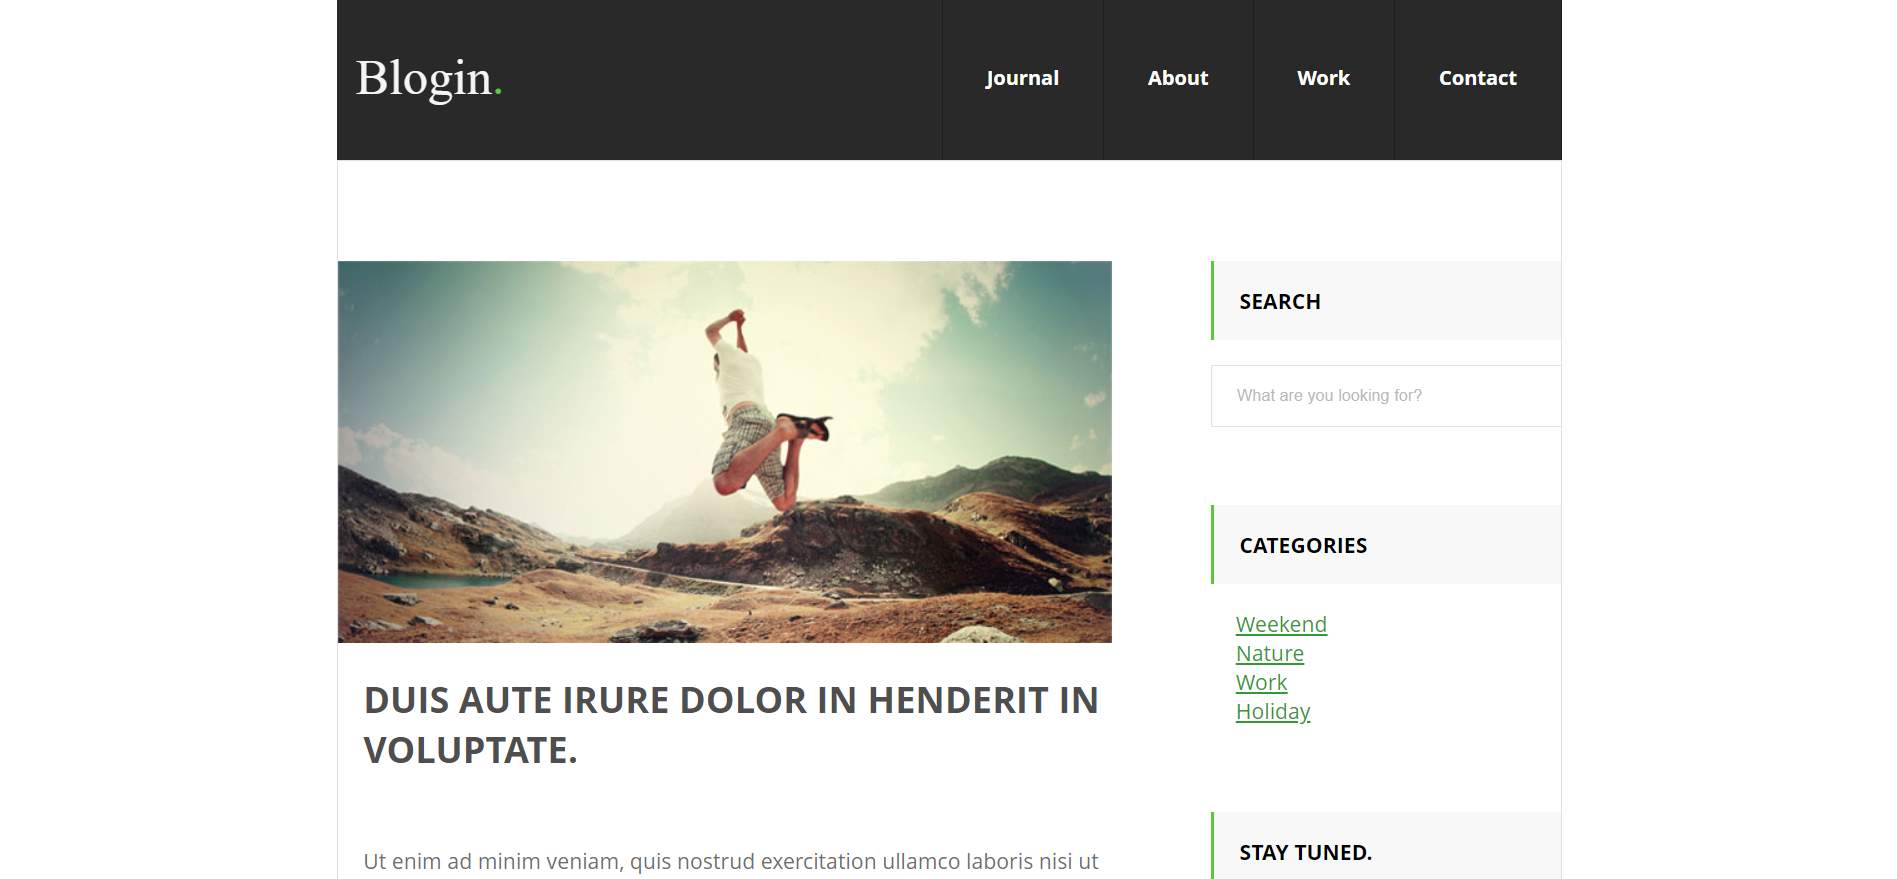 Blogin.
Journal
About
Work
Contact
DUIS AUTE IRURE DOLOR IN HENDERIT IN
VOLUPTATE.
Ut enim ad minim veniam, quis nostrud exercitation ullamco laboris nisi ut
SEARCH
What are you looking for?
CATEGORIES
Weekend
Nature
Work
Holiday
STAY TUNED.